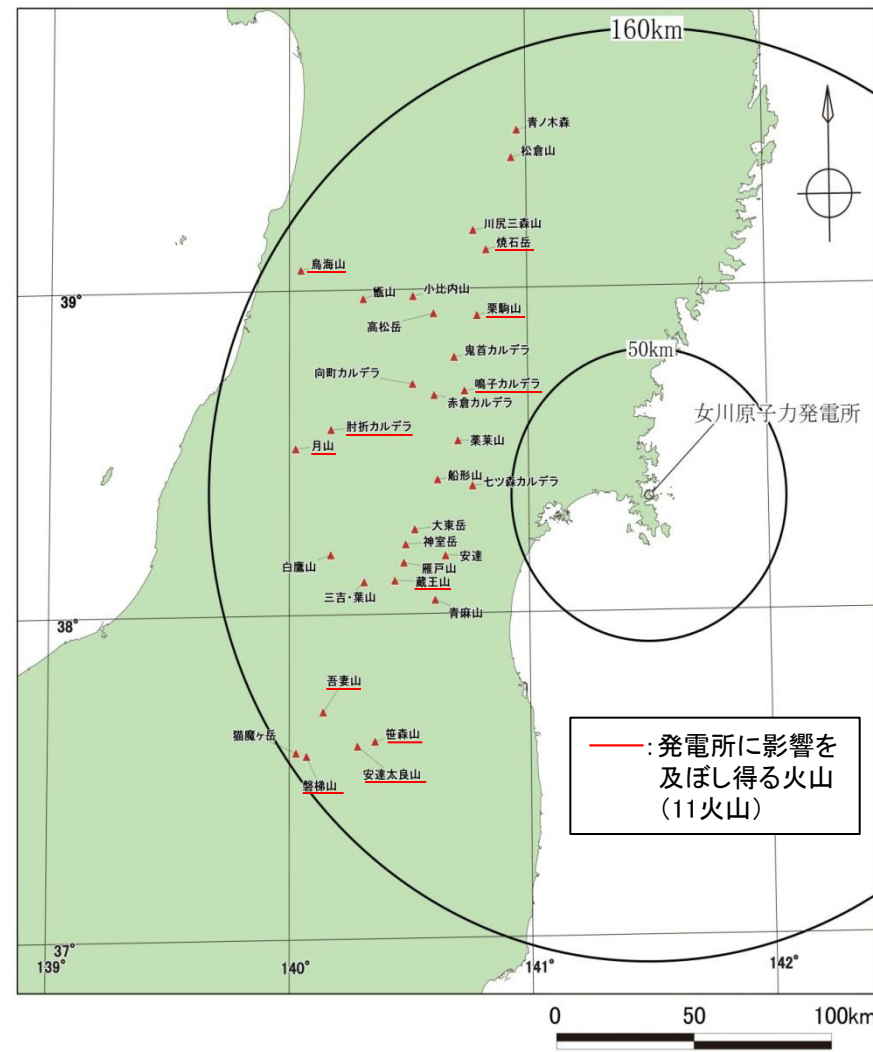 160km
青ノ木森
松倉山
川尻三森山
焼石岳
鳥海山
39°
甑山
小比内山
高松岳
栗駒山
鬼首カルデラ
50km
向町カルデラ
鳴子カルデラ
赤倉カルデラ
女川原子力発電所
肘折カルデラ
薬莱山
月山
船形山
七ツ森カルデラ
大東岳
神室岳
白鷹山
安達
雁戸山
三吉・葉山
蔵王山
青麻山
38°
吾妻山
猫魔ヶ岳
笹森山
安達太良山
磐梯山
:発電所に影響を
及ぼし得る火山
(11火山)
37°
139°
140°
141°
142°
0
50
100km